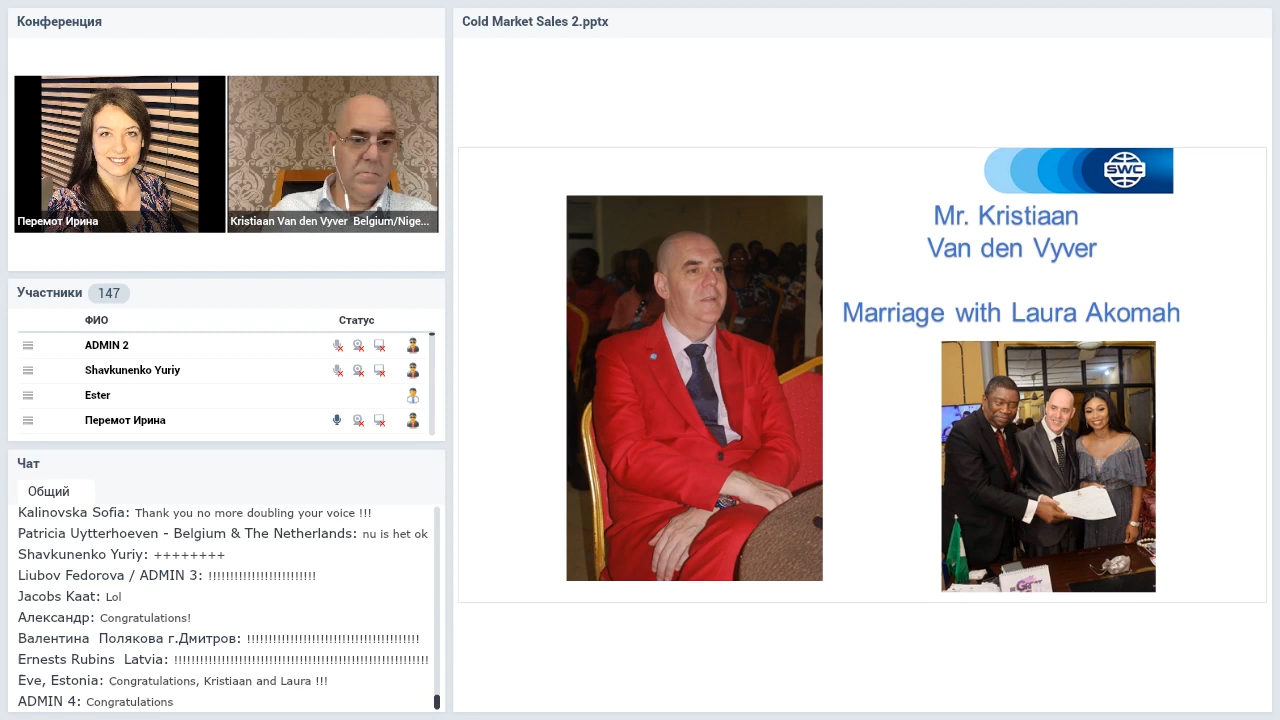 Конференция
Перемот Ирина
Kristiaan Van den Vyver Belgium/Nige...
Участники 147
ФИО Статус
ADMIN 2
Shavkunenko Yuriy
Ester
Перемот Ирина
Чат
Общий
Kalinovska Sofia: Thank you no more doubling your voice !!!
Patricia Uytterhoeven - Belgium & The Netherlands: nu is het ok
Shavkunenko Yuriy: ++++++++
Liubov Fedorova / ADMIN 3: !!!!!!!!!!!!!!!!!!!!!!!!
Jacobs Kaat: Lol
Александр: Congratulations!
Валентина Полякова г.Дмитров: !!!!!!!!!!!!!!!!!!!!!!!!!!!!!!!!!!!!!!!
Ernests Rubins Latvia: !!!!!!!!!!!!!!!!!!!!!!!!!!!!!!!!!!!!!!!!!!!!!!!!!!!!!!!!!!
Eve, Estonia: Congratulations, Kristiaan and Laura !!!
ADMIN 4: Congratulations
Cold Market Sales 2.pptx
SWC
Mr. Kristiaan
Van den Vyver
Marriage with Laura Akomah